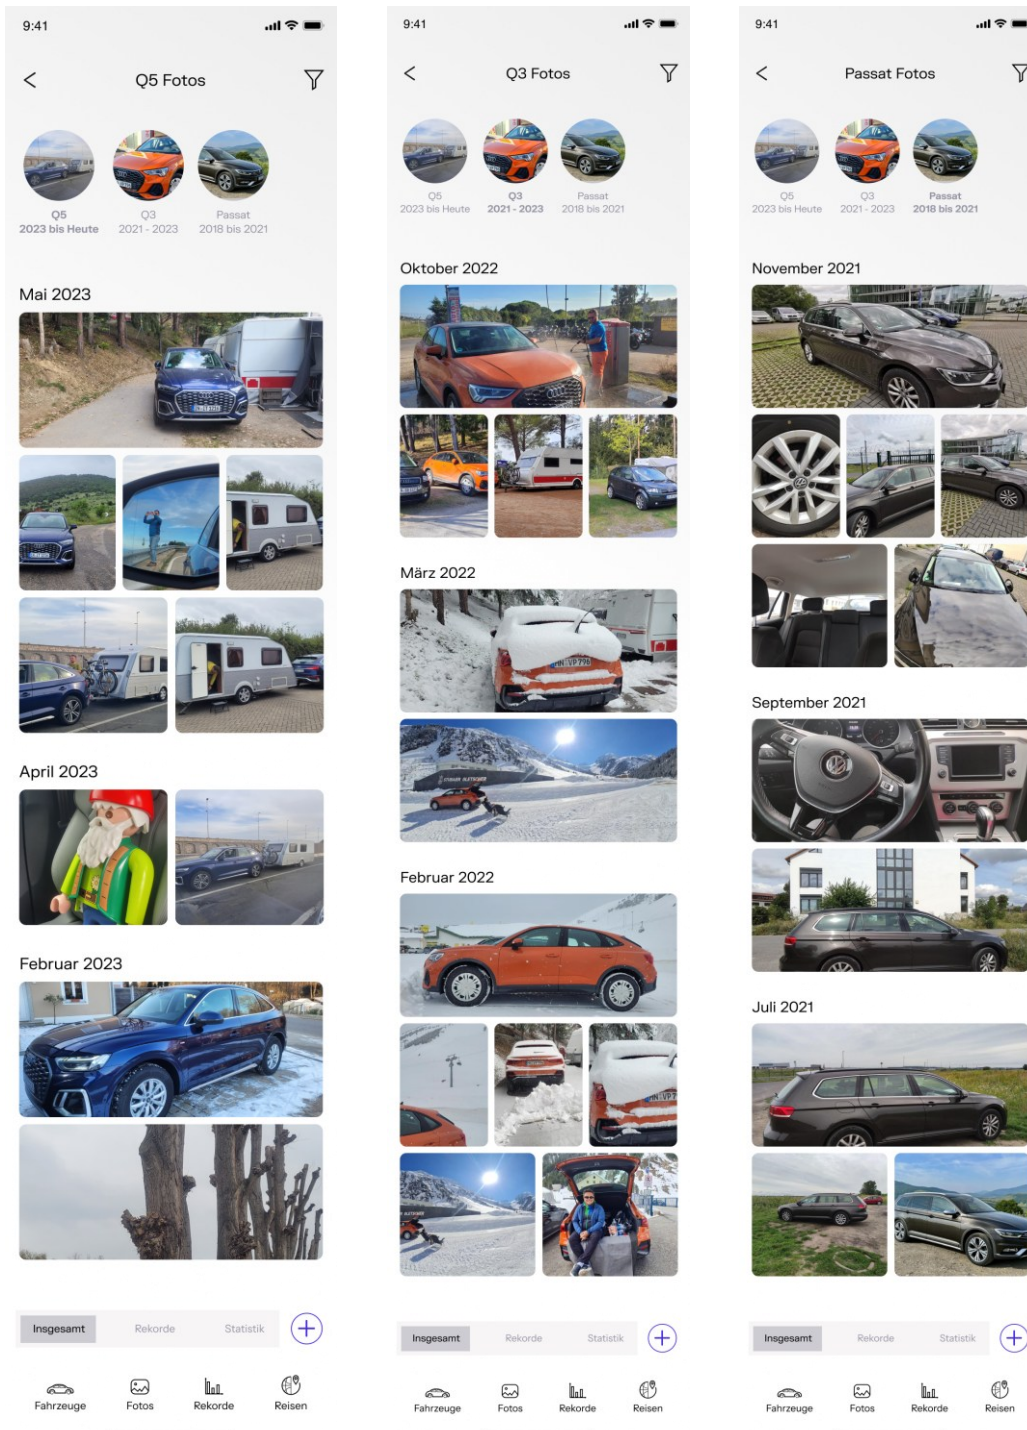 9:41
Q5 Fotos
Q5
2023 bis Heute
Q3
2021 - 2023
Passat
2018 bis 2021
Mai 2023
April 2023
Februar 2023
Insgesamt
Rekorde
Statistik
Fahrzeuge
Fotos
Rekorde
Reisen
9:41
Q3 Fotos
Q5
2023 bis Heute
Q3
2021 - 2023
Passat
2018 bis 2021
Oktober 2022
März 2022
VP 796
Februar 2022
Insgesamt
Rekorde
Statistik
Fahrzeuge
Fotos
Rekorde
Reisen
9:41
Passat Fotos
Q5
2023 bis Heute
Q3
2021 - 2023
Passat
2018 bis 2021
November 2021
September 2021
Juli 2021
Insgesamt
Rekorde
Statistik
Fahrzeuge
Fotos
Rekorde
Reisen